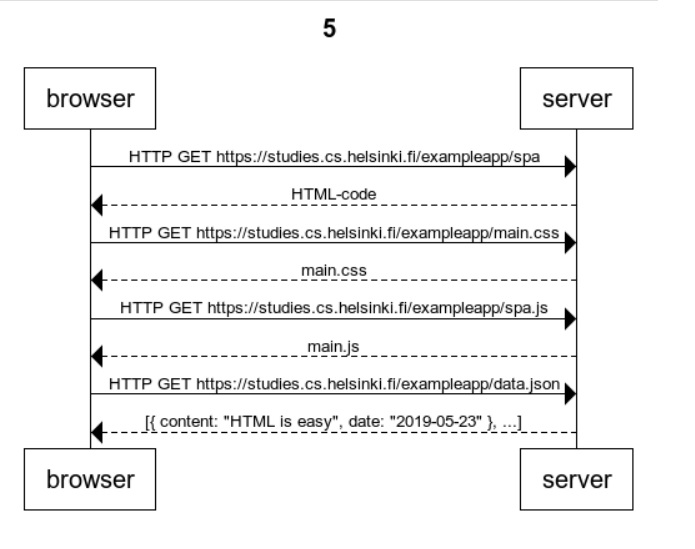 5
browser
server
HTTP GET https://studies.cs.helsinki.fi/exampleapp/spa
HTML-code
HTTP GET https://studies.cs.helsinki.fi/exampleapp/main.css
main.css
HTTP GET https://studies.cs.helsinki.fi/exampleapp/spa.js
main.js
HTTP GET https://studies.cs.helsinki.fi/exampleapp/data.json
[{ content: "HTML is easy", date: "2019-05-23" }, ...]
browser
server